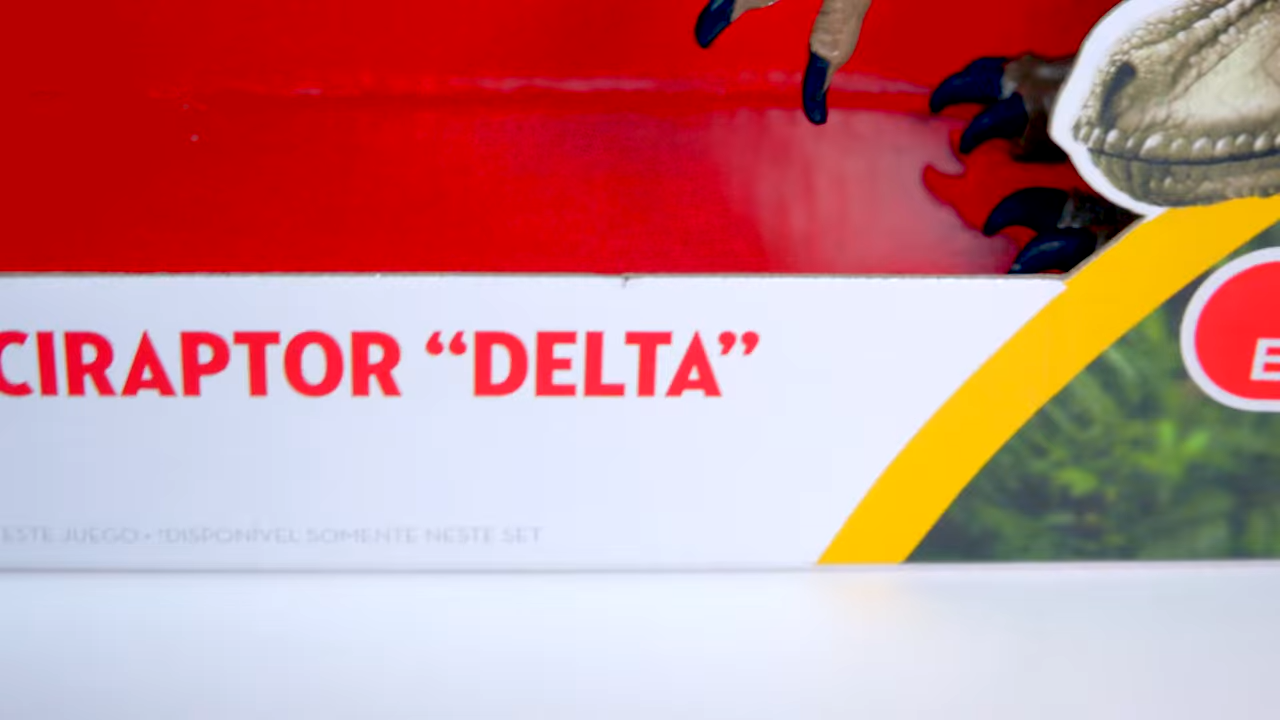 CIRAPTOR “DELTA”
E
ESTE JUEGO • *DISPONÍVEL SOMENTE NESTE SET